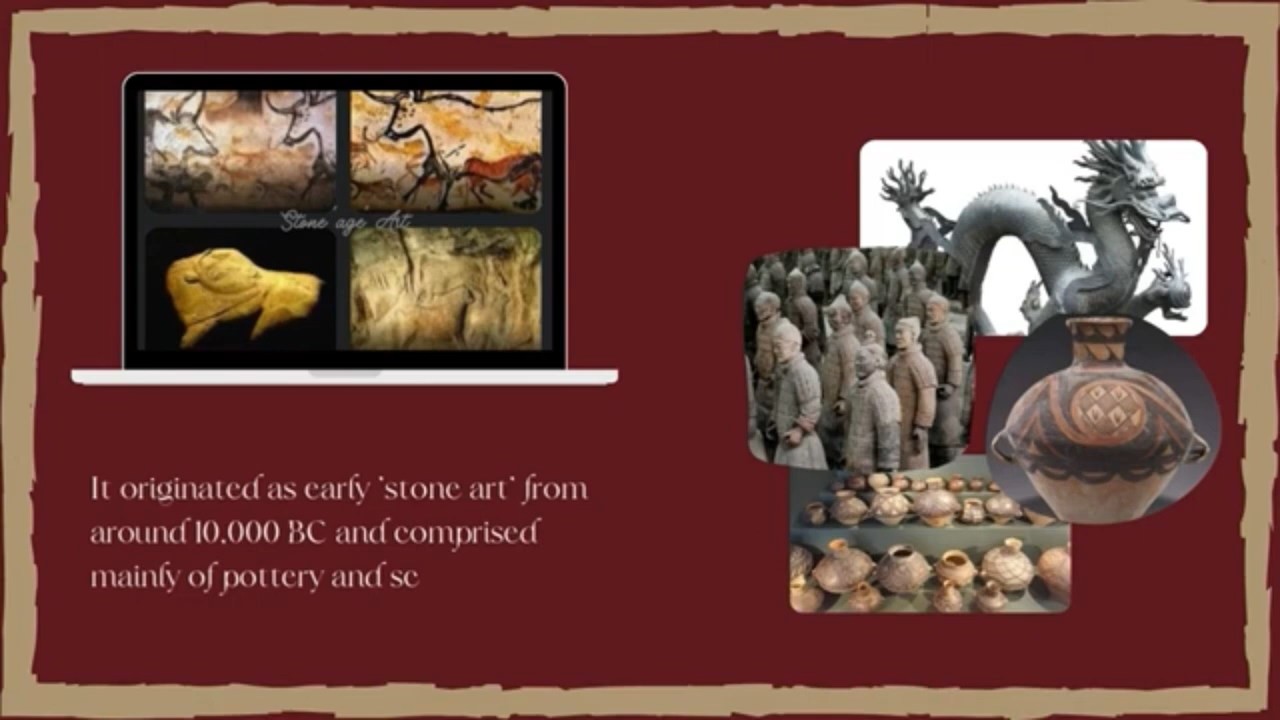 Stone age Art
It originated as early 'stone art' from
around 10,000 BC and comprised
mainly of pottery and sc